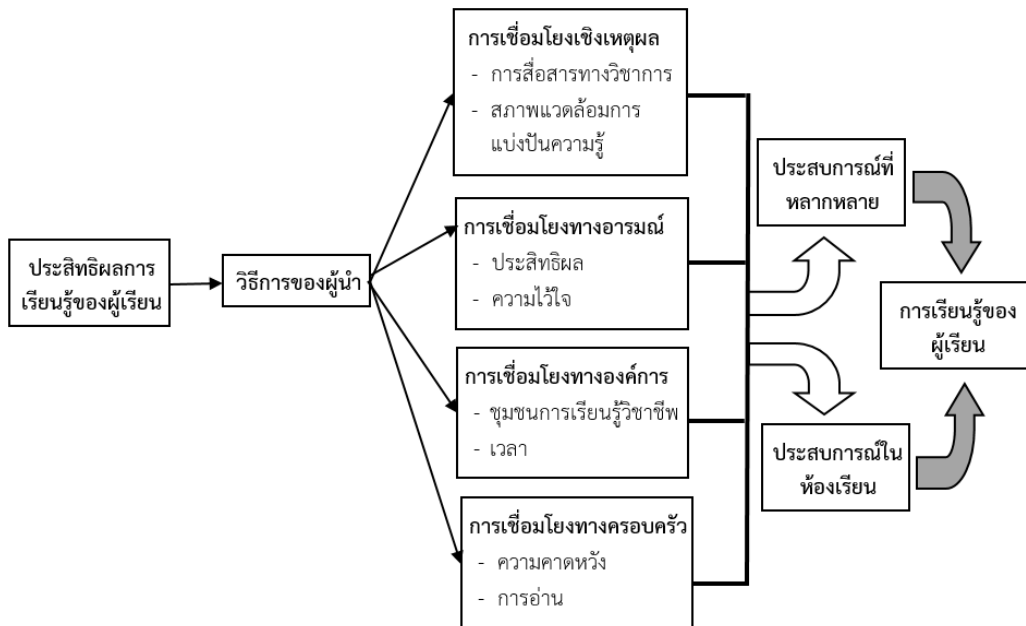 ประสิทธิผลการ
เรียนรู้ของผู้เรียน
วิธีการของผู้นำ
การเชื่อมโยงเชิงเหตุผล
- การสื่อสารทางวิชาการ
- สภาพแวดล้อมการ
แบ่งปันความรู้
การเชื่อมโยงทางอารมณ์
- ประสิทธิผล
- ความไว้ใจ
การเชื่อมโยงทางองค์การ
- ชุมชนการเรียนรู้วิชาชีพ
- เวลา
การเชื่อมโยงทางครอบครัว
- ความคาดหวัง
- การอ่าน
ประสบการณ์ที่
หลากหลาย
ประสบการณ์ใน
ห้องเรียน
การเรียนรู้ของ
ผู้เรียน